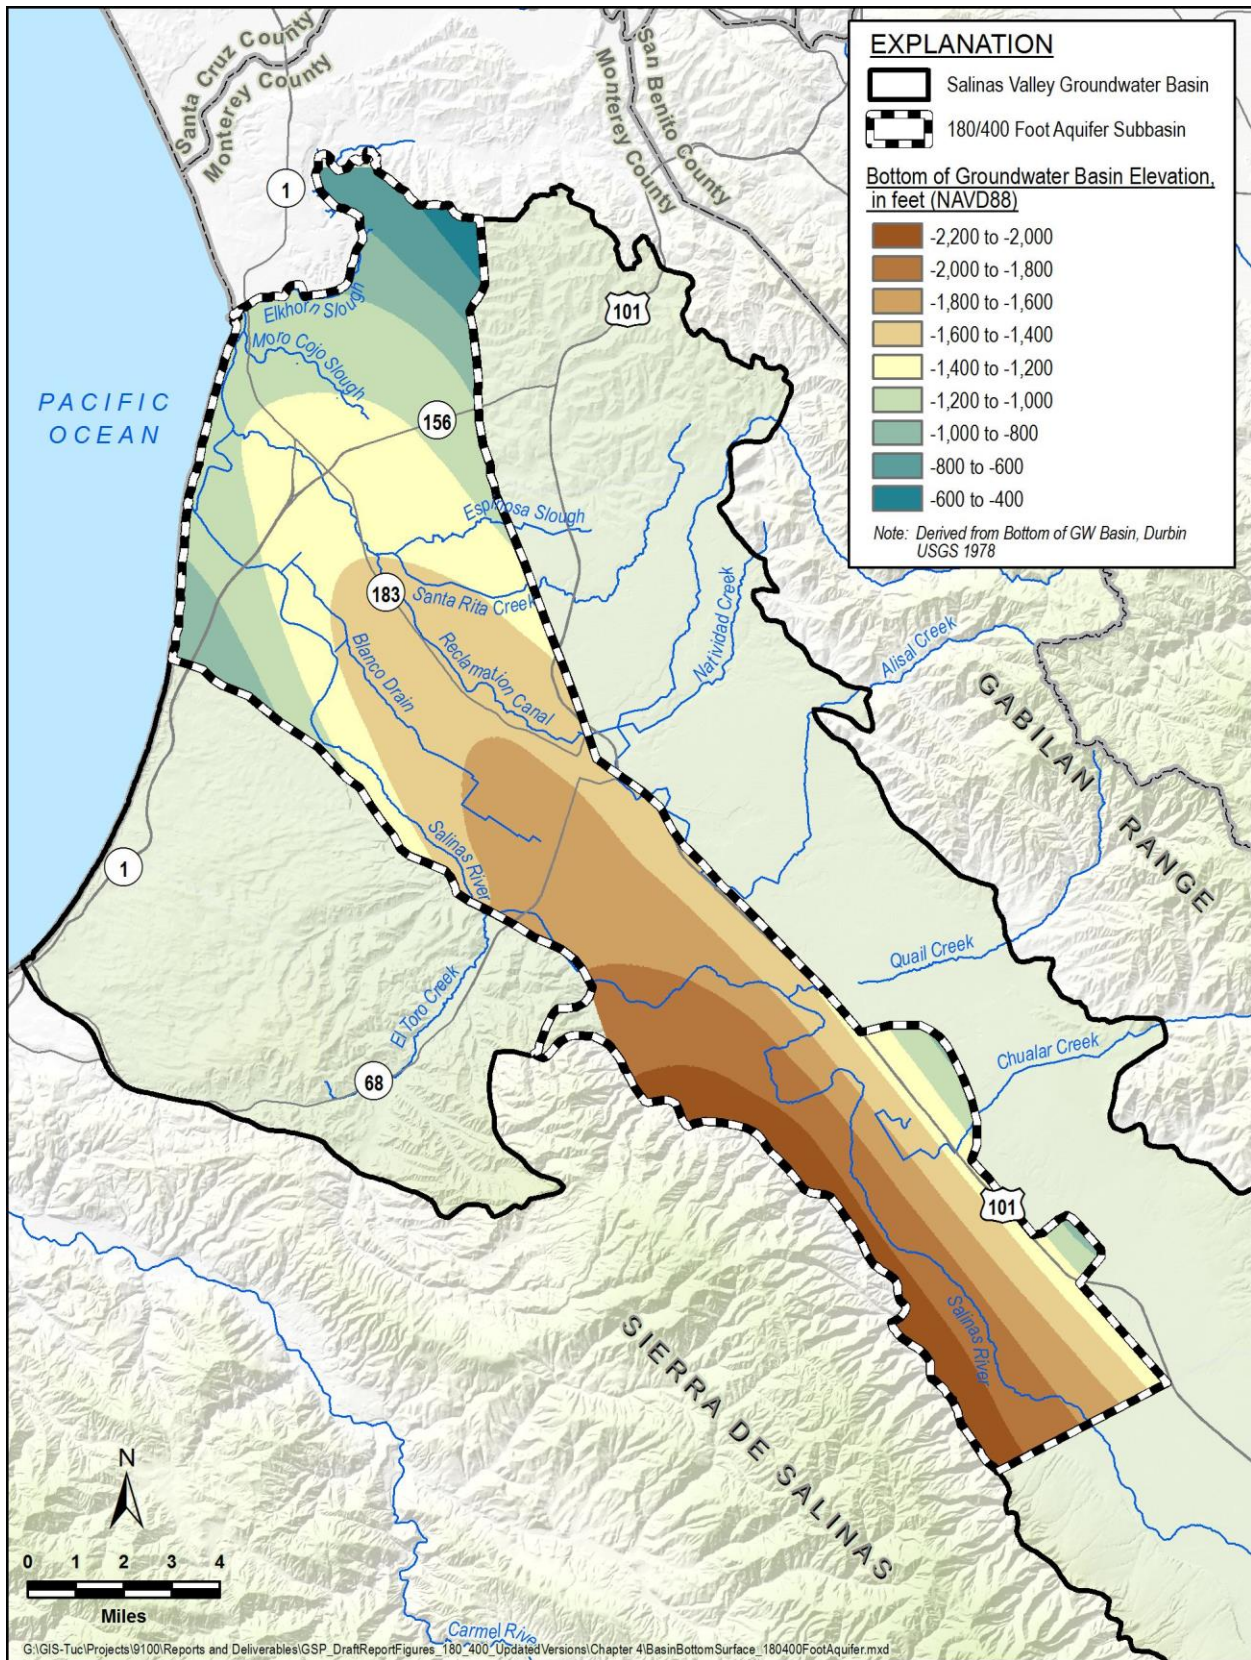 Santa Cruz County
Monterey County
San Benito County
Monterey County
EXPLANATION
Salinas Valley Groundwater Basin
180/400 Foot Aquifer Subbasin
Bottom of Groundwater Basin Elevation,
in feet (NAVD88)
-2,200 to -2,000
-2,000 to -1,800
-1,800 to -1,600
-1,600 to -1,400
-1,400 to -1,200
-1,200 to -1,000
-1,000 to -800
-800 to -600
-600 to -400
Note: Derived from Bottom of GW Basin, Durbin
USGS 1978
1
Elkhorn Slough
101
Moro Cojo Slough
PACIFIC
OCEAN
156
Espinosa Slough
183
Santa Rita Creek
Natividad Creek
Blanco Drain
Reclamation Canal
Alisal Creek
GABILAN RANGE
Salinas River
1
Quail Creek
El Toro Creek
Chualar Creek
68
101
Salinas River
SIERRA DE SALINAS
N
0 1 2 3 4
Miles
Carmel Rive
G:\GIS-Tuc\Projects\9100\Reports and Deliverables\GSP_DraftReportFigures_180_400_UpdatedVersions\Chapter 4\BasinBottomSurface_180400FootAquifer.mxd